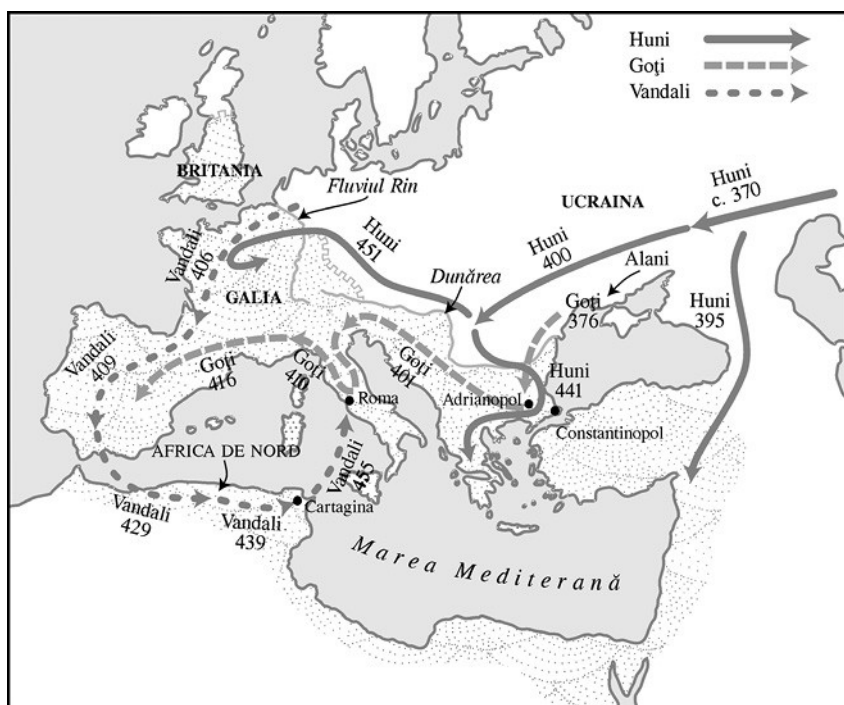 Huni
Goţi
Vandali
BRITANIA
Fluviul Rin
UCRAINA
Huni
c. 370
Vandali
406
Huni
451
Huni
400
Dunărea
Alani
GALIA
Goţi
376
Huni
395
Vandali
409
Goţi
416
Goţi
410
Goţi
401
Huni
441
Roma
Adrianopol
Constantinopol
AFRICA DE NORD
Vandali
455
Cartagina
Vandali
429
Vandali
439
Marea Mediterană